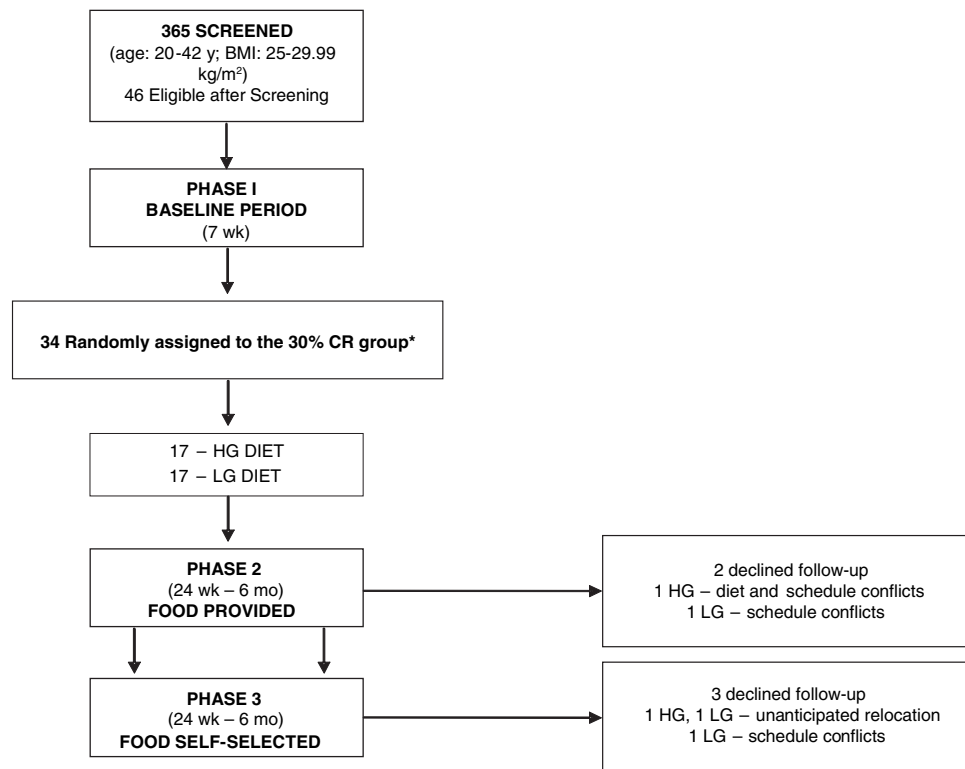 365 SCREENED
(age: 20-42 y; BMI: 25-29.99
kg/m²)
46 Eligible after Screening
PHASE I
BASELINE PERIOD
(7 wk)
34 Randomly assigned to the 30% CR group*
17 – HG DIET
17 – LG DIET
PHASE 2
(24 wk – 6 mo)
FOOD PROVIDED
2 declined follow-up
1 HG – diet and schedule conflicts
1 LG – schedule conflicts
PHASE 3
(24 wk – 6 mo)
FOOD SELF-SELECTED
3 declined follow-up
1 HG, 1 LG – unanticipated relocation
1 LG – schedule conflicts